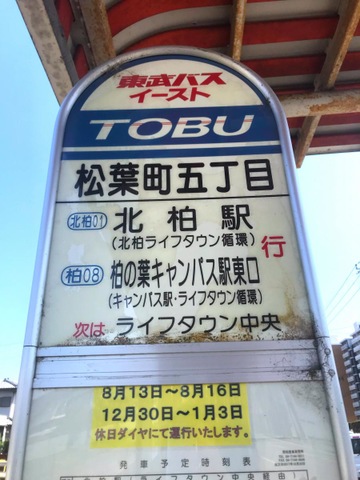 東武バス
イースト
TOBU
松葉町五丁目
北柏01 北柏駅
(北柏ライフタウン循環)
行
柏08 柏の葉キャンパス駅東口
(キャンパス駅・ライフタウン循環)
次は ライフタウン中央
8月13日～8月16日
12月30日～1月3日
休日ダイヤにて運行いたします。
発車予定時刻表